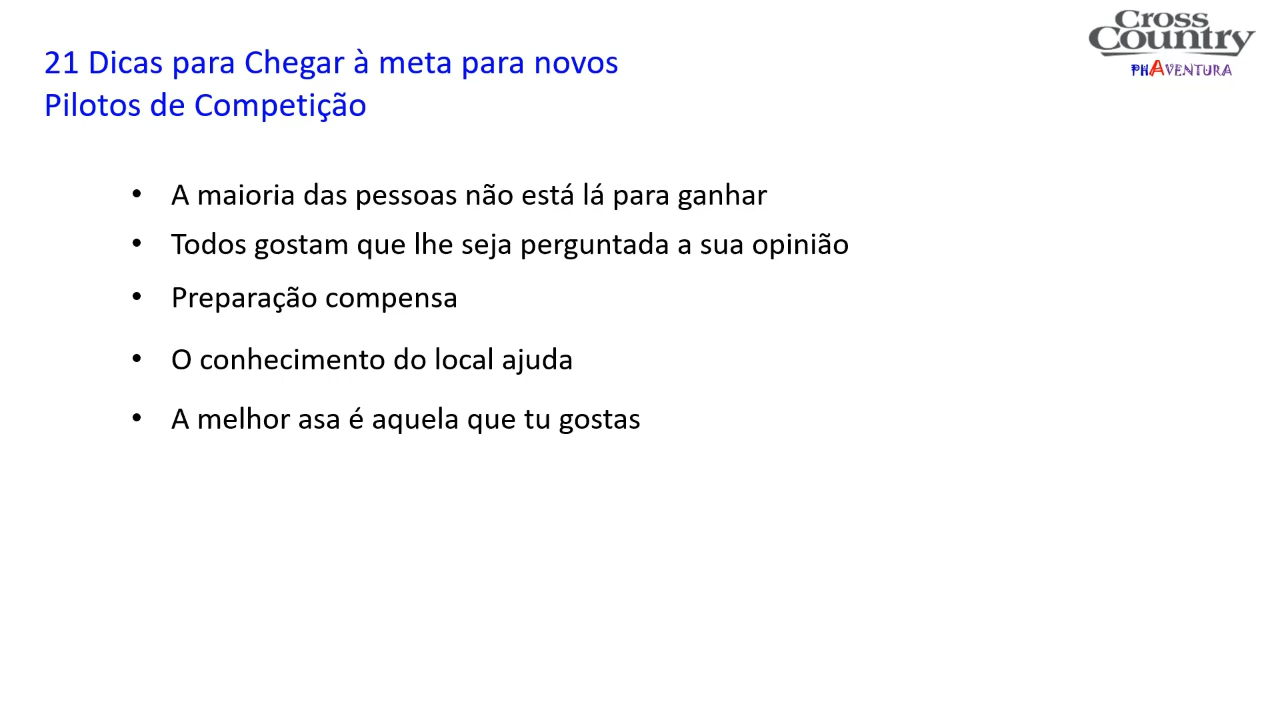 Cross
Country
PHAVENTURA
21 Dicas para Chegar à meta para novos
Pilotos de Competição
• A maioria das pessoas não está lá para ganhar
• Todos gostam que lhe seja perguntada a sua opinião
• Preparação compensa
• O conhecimento do local ajuda
• A melhor asa é aquela que tu gostas